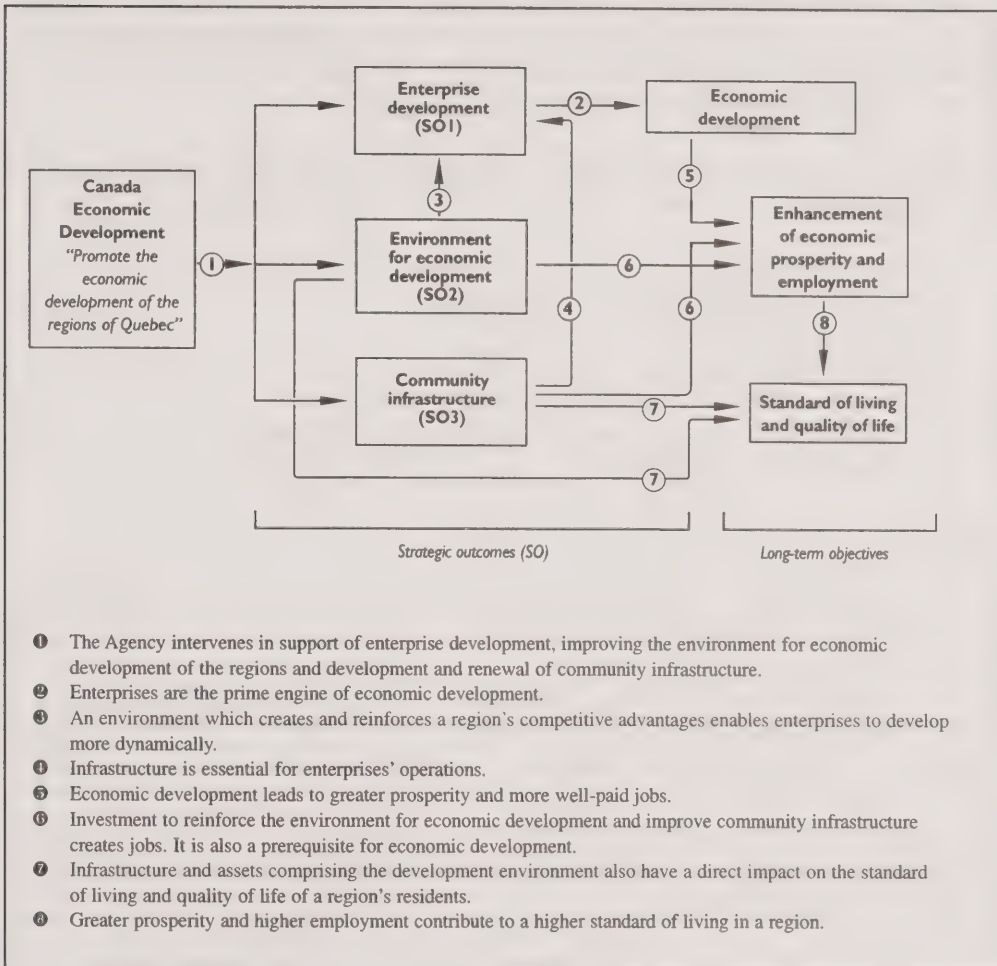 Canada
Economic
Development
“Promote the
economic
development of the
regions of Quebec”
1
Enterprise
development
(SO1)
2
Economic
development
3
5
Environment
for economic
development
(SO2)
6
Enhancement
of economic
prosperity and
employment
4
6
8
Community
infrastructure
(SO3)
7
Standard of living
and quality of life
7
Strategic outcomes (SO)
Long-term objectives
❶ The Agency intervenes in support of enterprise development, improving the environment for economic
development of the regions and development and renewal of community infrastructure.
❷ Enterprises are the prime engine of economic development.
❸ An environment which creates and reinforces a region’s competitive advantages enables enterprises to develop
more dynamically.
❹ Infrastructure is essential for enterprises’ operations.
❺ Economic development leads to greater prosperity and more well-paid jobs.
❻ Investment to reinforce the environment for economic development and improve community infrastructure
creates jobs. It is also a prerequisite for economic development.
❼ Infrastructure and assets comprising the development environment also have a direct impact on the standard
of living and quality of life of a region’s residents.
❽ Greater prosperity and higher employment contribute to a higher standard of living in a region.